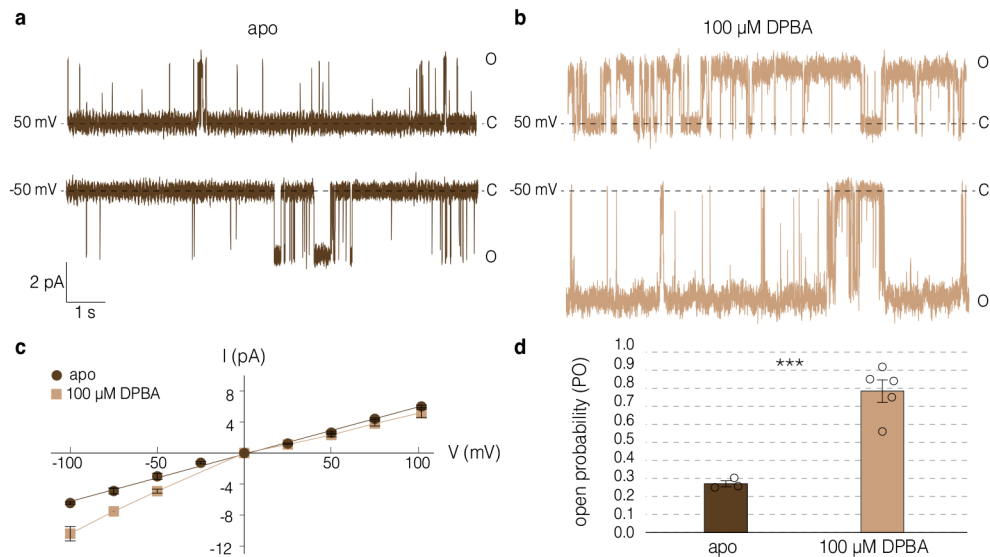 a
apo
O
50 mV
C
-50 mV
C
O
2 pA
1 s
b
100 µM DPBA
O
50 mV
C
-50 mV
C
O
c
I (pA)
apo
100 µM DPBA
8
4
-100
-50
50
100
V (mV)
-4
-8
-12
d
open probability (PO)
1.0
0.9
0.8
0.7
0.6
0.5
0.4
0.3
0.2
0.1
0.0
***
apo
100 µM DPBA